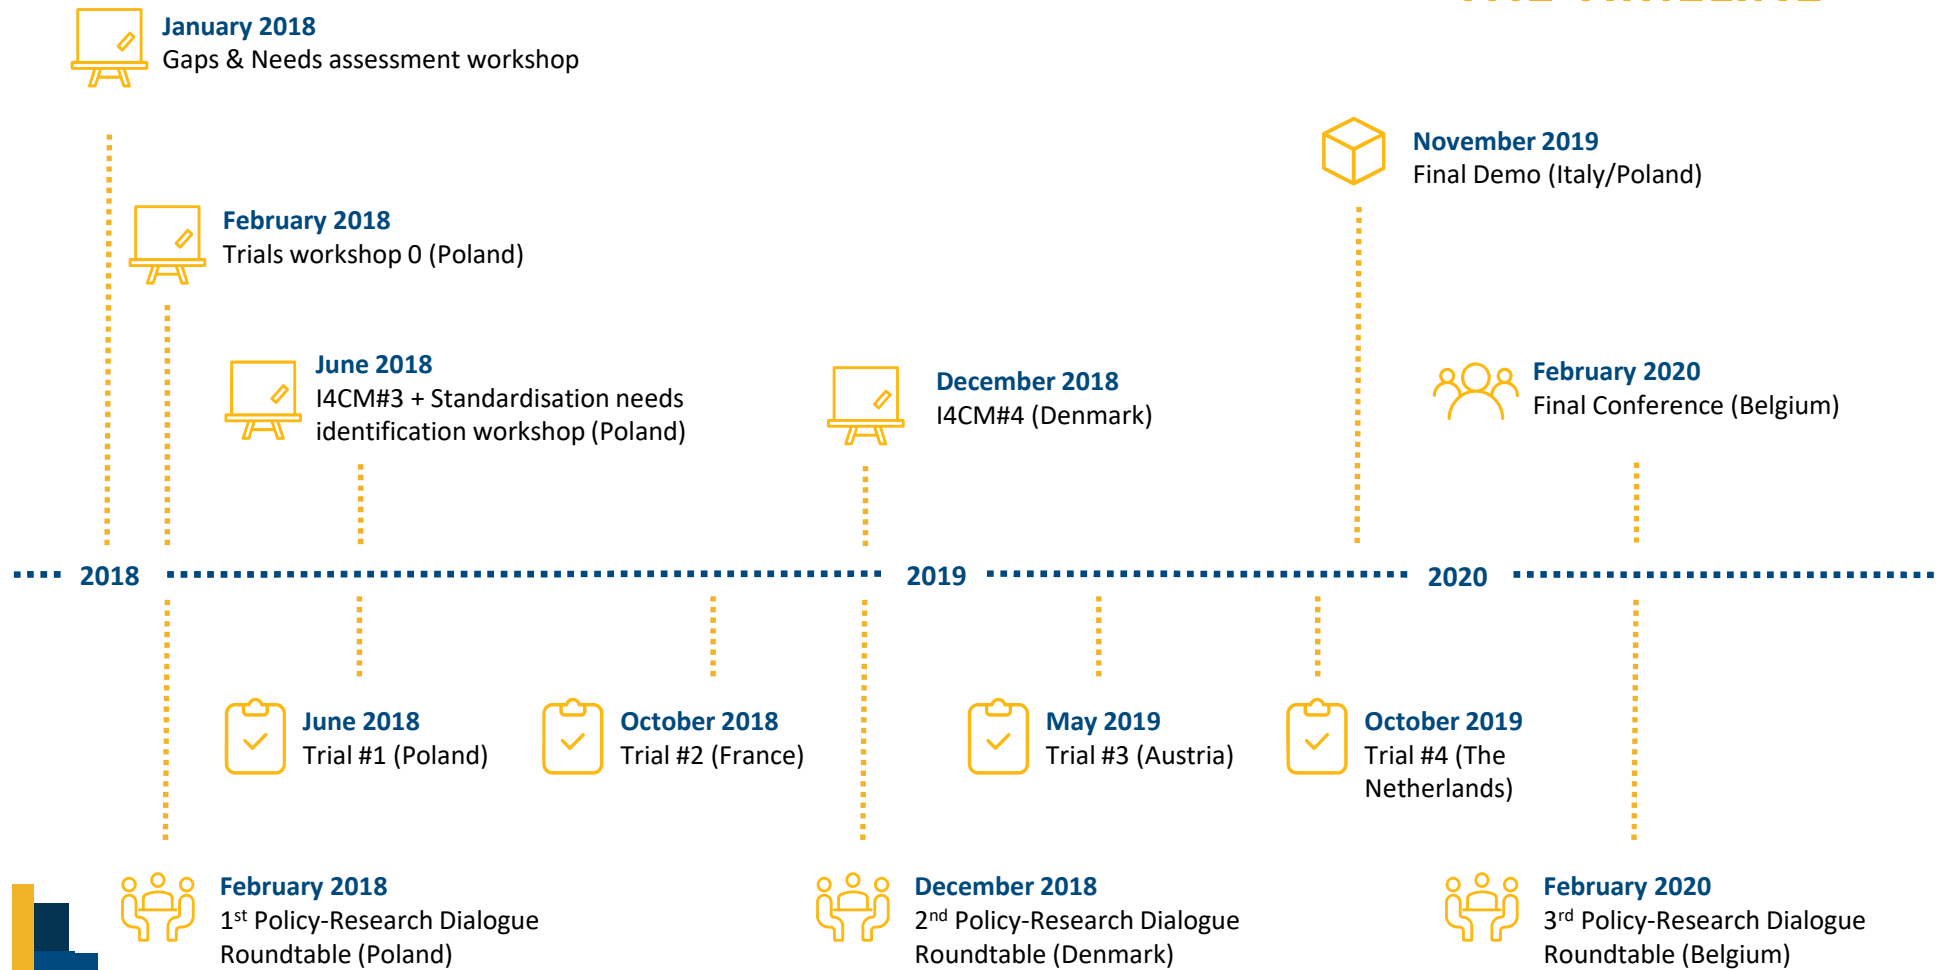 January 2018
Gaps & Needs assessment workshop
November 2019
Final Demo (Italy/Poland)
February 2018
Trials workshop 0 (Poland)
June 2018
I4CM#3 + Standardisation needs
identification workshop (Poland)
December 2018
I4CM#4 (Denmark)
February 2020
Final Conference (Belgium)
2018
2019
2020
June 2018
Trial #1 (Poland)
October 2018
Trial #2 (France)
May 2019
Trial #3 (Austria)
October 2019
Trial #4 (The
Netherlands)
February 2018
1st Policy-Research Dialogue
Roundtable (Poland)
December 2018
2nd Policy-Research Dialogue
Roundtable (Denmark)
February 2020
3rd Policy-Research Dialogue
Roundtable (Belgium)